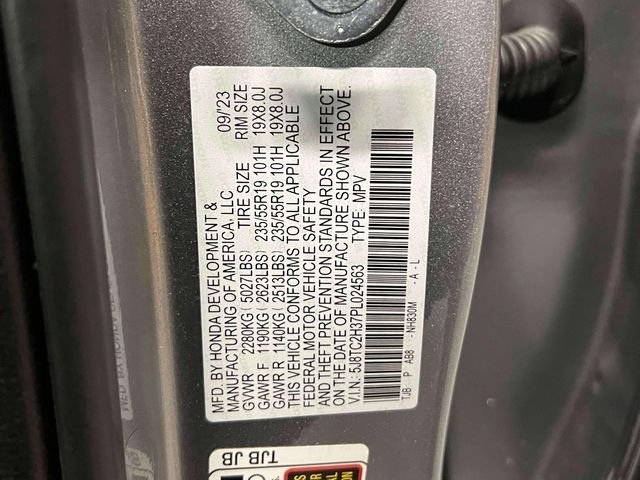 MFD. BY HONDA DEVELOPMENT & 09/'23
MANUFACTURING OF AMERICA, LLC
GVWR 2280KG ( 5027LBS) TIRE SIZE RIM SIZE
GAWR F 1190KG ( 2623LBS) 235/55R19 101H 19X8.0J
GAWR R 1140KG ( 2513LBS) 235/55R19 101H 19X8.0J
THIS VEHICLE CONFORMS TO ALL APPLICABLE
FEDERAL MOTOR VEHICLE SAFETY
AND THEFT PREVENTION STANDARDS IN EFFECT
ON THE DATE OF MANUFACTURE SHOWN ABOVE.
V.I.N.: 5J8TC2H37PL024563 TYPE: MPV
TJB P AB8 -NH830M -A-L
TJB JB